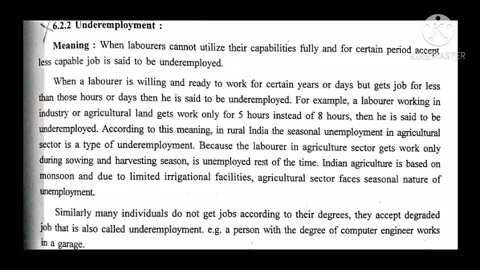 6.2.2 Underemployment :
Meaning : When labourers cannot utilize their capabilities fully and for certain period accept
less capable job is said to be underemployed.
When a labourer is willing and ready to work for certain years or days but gets job for less
than those hours or days then he is said to be underemployed. For example, a labourer working in
industry or agricultural land gets work only for 5 hours instead of 8 hours, then he is said to be
underemployed. According to this meaning, in rural India the seasonal unemployment in agricultural
sector is a type of underemployment. Because the labourer in agriculture sector gets work only
during sowing and harvesting season, is unemployed rest of the time. Indian agriculture is based on
monsoon and due to limited irrigational facilities, agricultural sector faces seasonal nature of
unemployment.
Similarly many individuals do not get jobs according to their degrees, they accept degraded
job that is also called underemployment. e.g. a person with the degree of computer engineer works
in a garage.